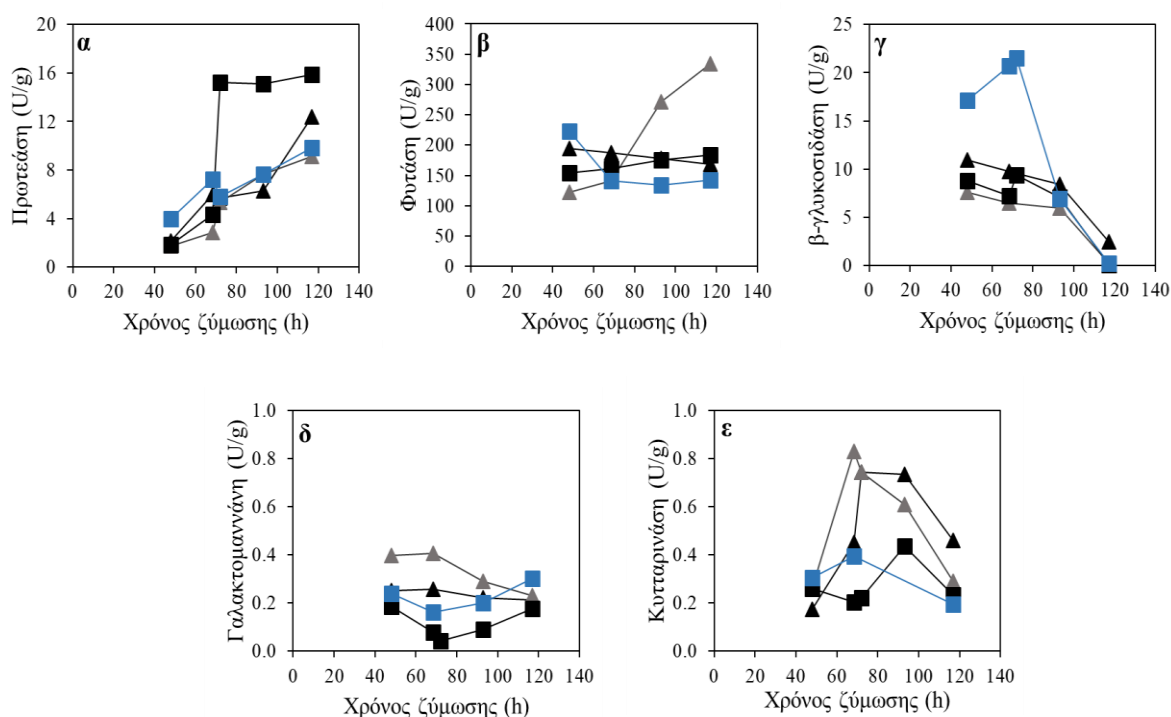 α
Πρωτεάση (U/g)
20
16
12
8
4
0
0 20 40 60 80 100 120 140
Χρόνος ζύμωσης (h)
β
Φυτάση (U/g)
400
350
300
250
200
150
100
50
0
0 20 40 60 80 100 120 140
Χρόνος ζύμωσης (h)
γ
β-γλυκοσιδάση (U/g)
25
20
15
10
5
0
0 20 40 60 80 100 120 140
Χρόνος ζύμωσης (h)
δ
Γαλακτομαννάνη (U/g)
1.0
0.8
0.6
0.4
0.2
0.0
0 20 40 60 80 100 120 140
Χρόνος ζύμωσης (h)
ε
Κυτταρινάση (U/g)
1.0
0.8
0.6
0.4
0.2
0.0
0 20 40 60 80 100 120 140
Χρόνος ζύμωσης (h)